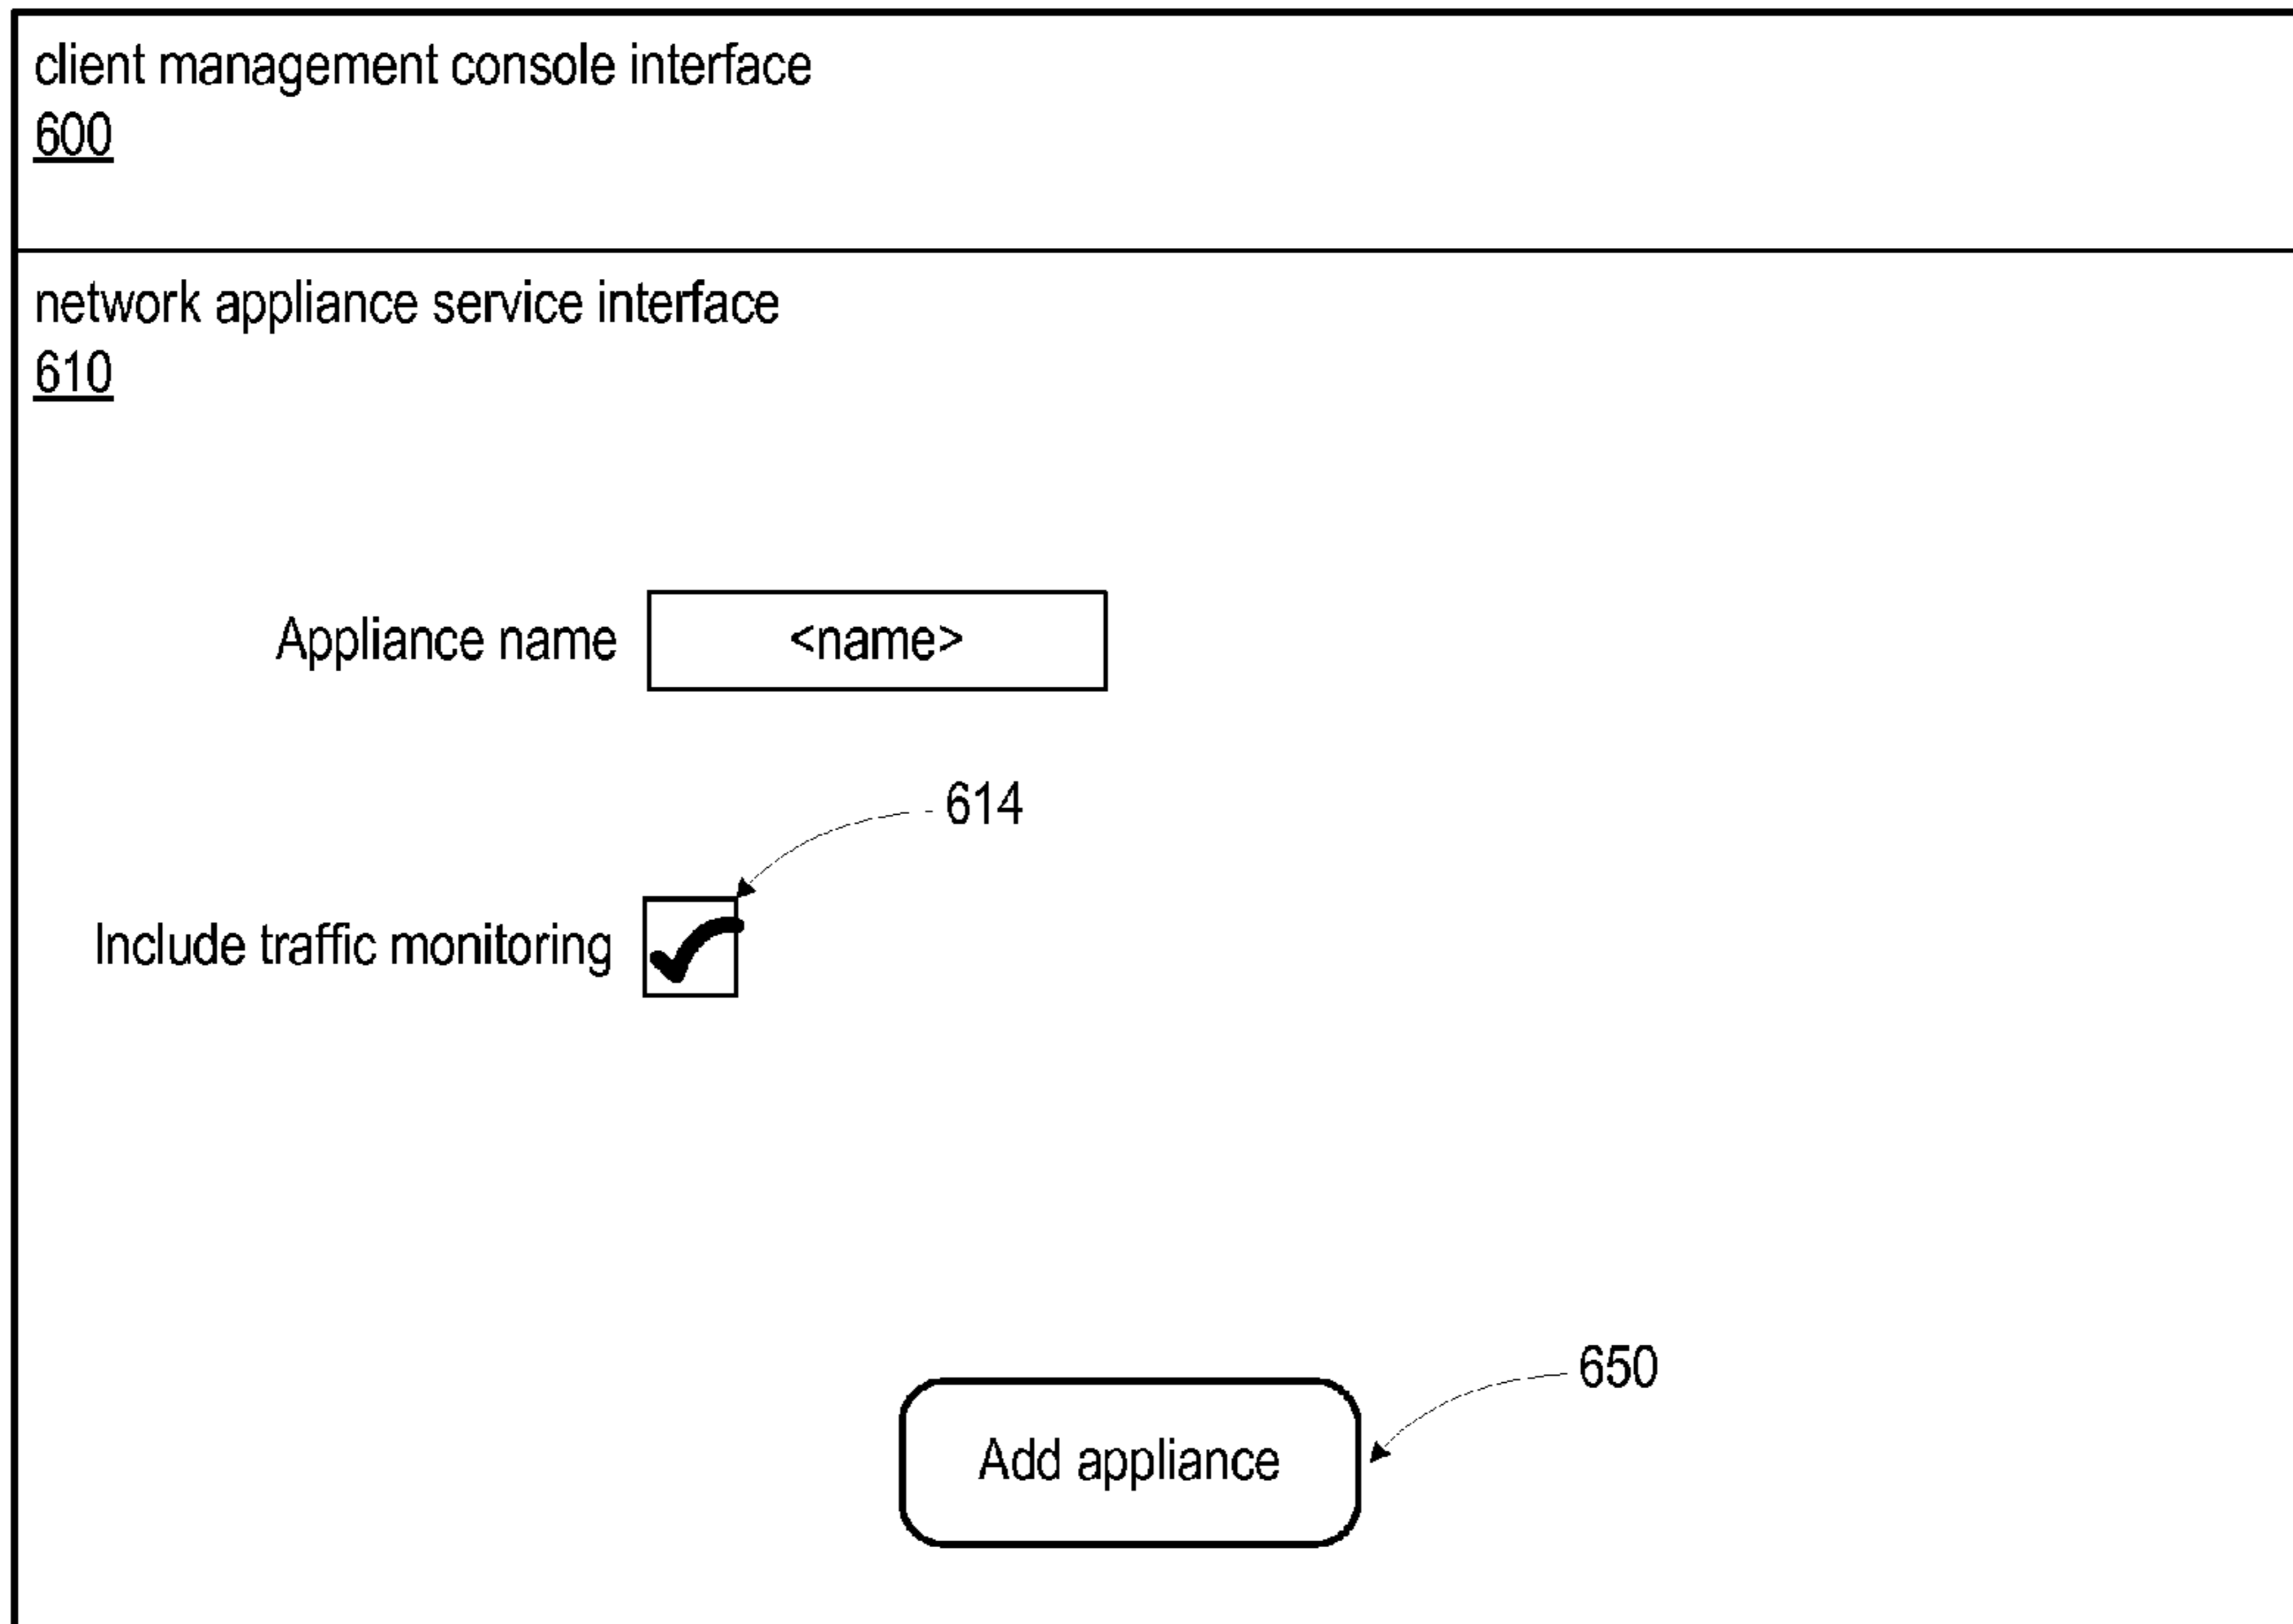 client management console interface
600
network appliance service interface
610
Appliance name <name>
614
Include traffic monitoring
650
Add appliance